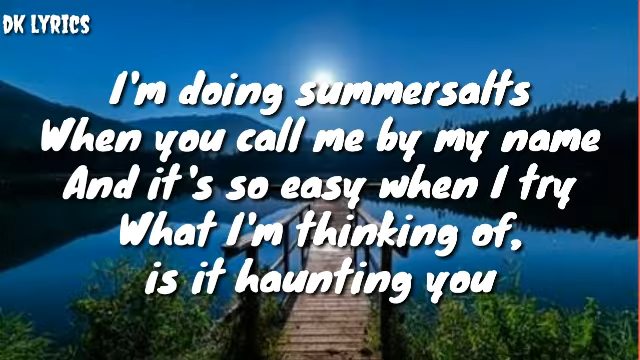 DK LYRICS
I'm doing summersalts
When you call me by my name
And it's so easy when I try
What I'm thinking of,
is it haunting you